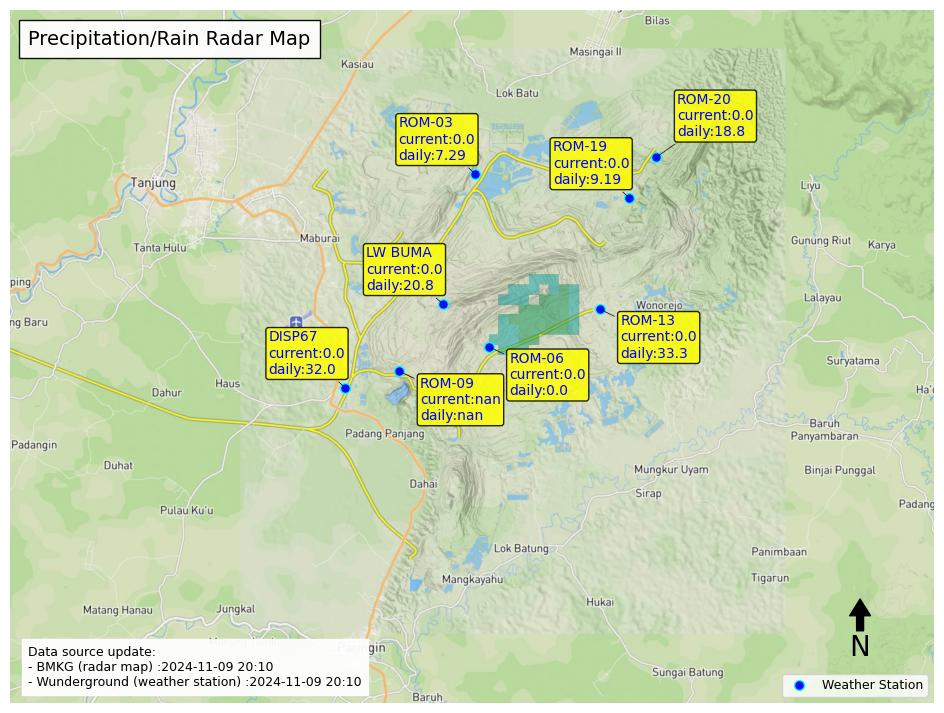 Precipitation/Rain Radar Map
Bilas
Masingai II
Kasiau
Lok Batu
ROM-20
current:0.0
daily:18.8
ROM-03
current:0.0
daily:7.29
ROM-19
current:0.0
daily:9.19
Tanjung
Liyu
Maburai
Tanta Hulu
Gunung Riut
Karya
LW BUMA
current:0.0
daily:20.8
ping
Lalayau
Wonorejo
ng Baru
ROM-13
current:0.0
daily:33.3
DISP67
current:0.0
daily:32.0
ROM-06
current:0.0
daily:0.0
Suryatama
Haus
Dahur
ROM-09
current:nan
daily:nan
Ha'o
Baruh
Panyambaran
Padang Panjang
Padangin
Duhat
Mungkur Uyam
Binjai Punggal
Dahai
Sirap
Padang
Pulau Ku'u
Lok Batung
Panimbaan
Mangkayahu
Tigarun
Hukai
Matang Hanau
Jungkal
N
Paringin
Data source update:
- BMKG (radar map) :2024-11-09 20:10
- Wunderground (weather station) :2024-11-09 20:10
Sungai Batung
Weather Station
Baruh